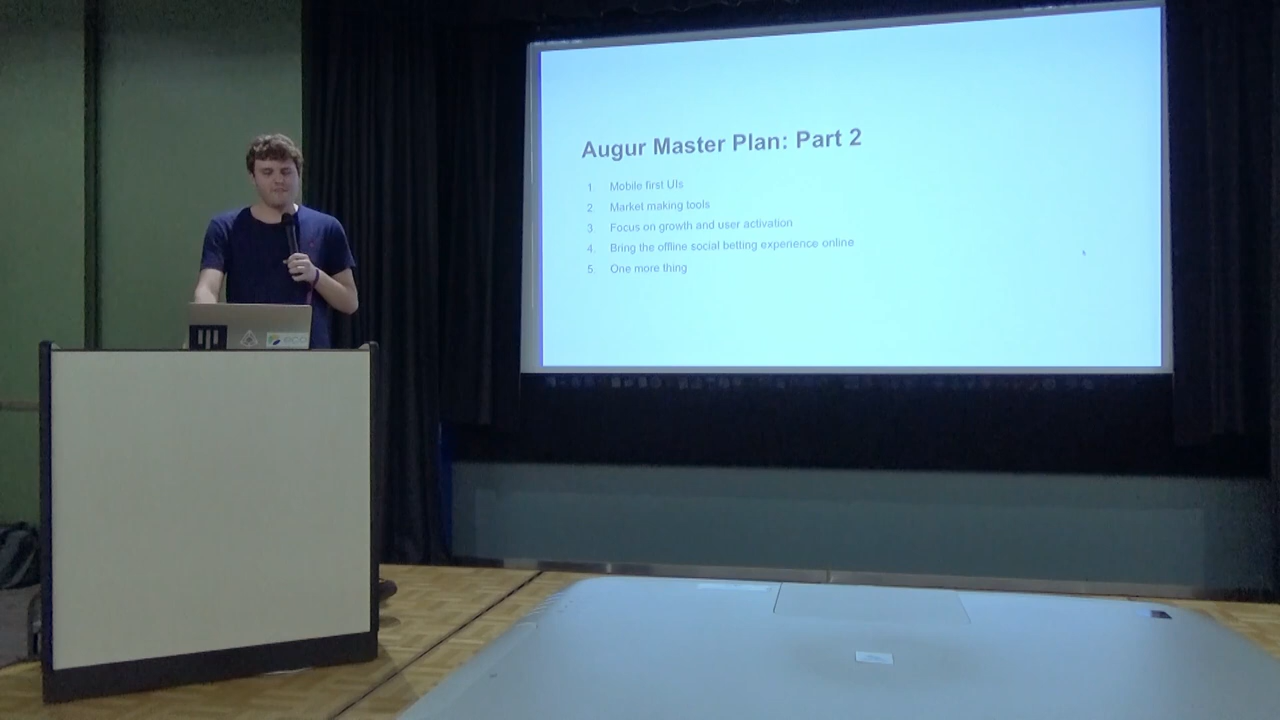 Augur Master Plan: Part 2
1. Mobile first UIs
2. Market making tools
3. Focus on growth and user activation
4. Bring the offline social betting experience online
5. One more thing